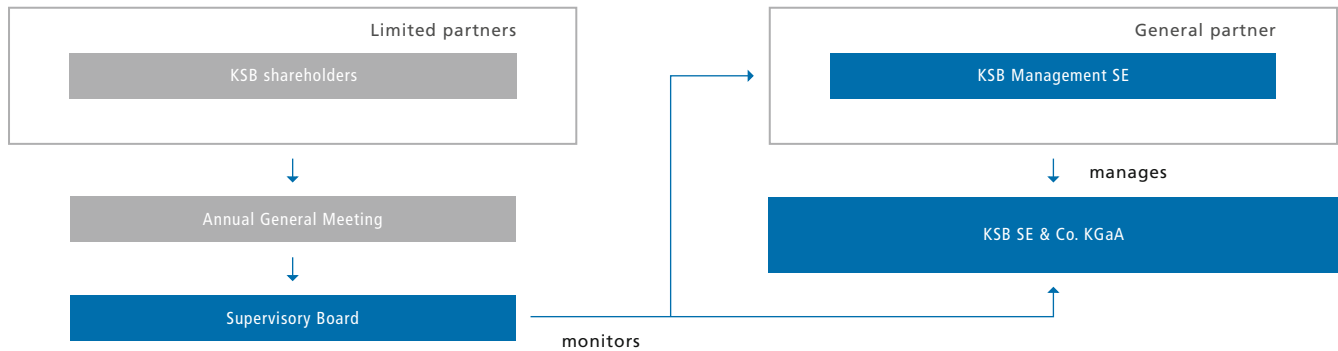 Limited partners
KSB shareholders
Annual General Meeting
Supervisory Board
monitors
General partner
KSB Management SE
manages
KSB SE & Co. KGaA